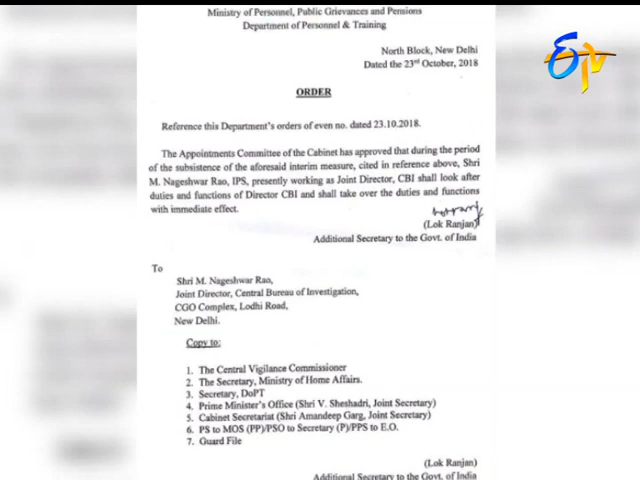 Ministry of Personnel, Public Grievances and Pensions
Department of Personnel & Training
North Block, New Delhi
Dated the 23rd October, 2018
ETV
ORDER
Reference this Department's orders of even no. dated 23.10.2018.
The Appointments Committee of the Cabinet has approved that during the period
of the subsistence of the aforesaid interim measure, cited in reference above, Shri
M. Nageshwar Rao, IPS, presently working as Joint Director, CBI shall look after
duties and functions of Director CBI and shall take over the duties and functions
with immediate effect.
(Lok Ranjan)
Additional Secretary to the Govt. of India
To
Shri M. Nageshwar Rao,
Joint Director, Central Bureau of Investigation,
CGO Complex, Lodhi Road,
New Delhi.
Copy to:
1. The Central Vigilance Commissioner
2. The Secretary, Ministry of Home Affairs.
3. Secretary, DoPT
4. Prime Minister's Office (Shri V. Sheshadri, Joint Secretary)
5. Cabinet Secretariat (Shri Amandeep Garg, Joint Secretary)
6. PS to MOS (PP)/PSO to Secretary (P)/PPS to E.O.
7. Guard File
(Lok Ranjan)
Additional Secretary to the Govt. of India